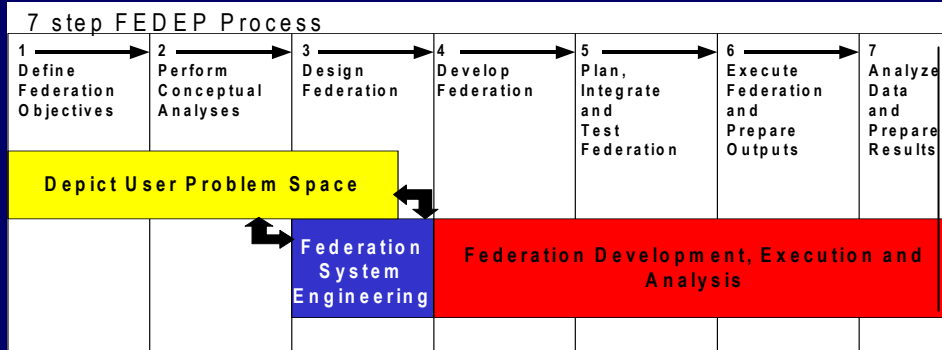 7 step FEDEP Process
1
Define
Federation
Objectives
2
Perform
Conceptual
Analyses
3
Design
Federation
4
Develop
Federation
5
Plan,
Integrate
and
Test
Federation
6
Execute
Federation
and
Prepare
Outputs
7
Analyze
Data
and
Prepare
Results
Depict User Problem Space
Federation
System
Engineering
Federation Development, Execution and
Analysis